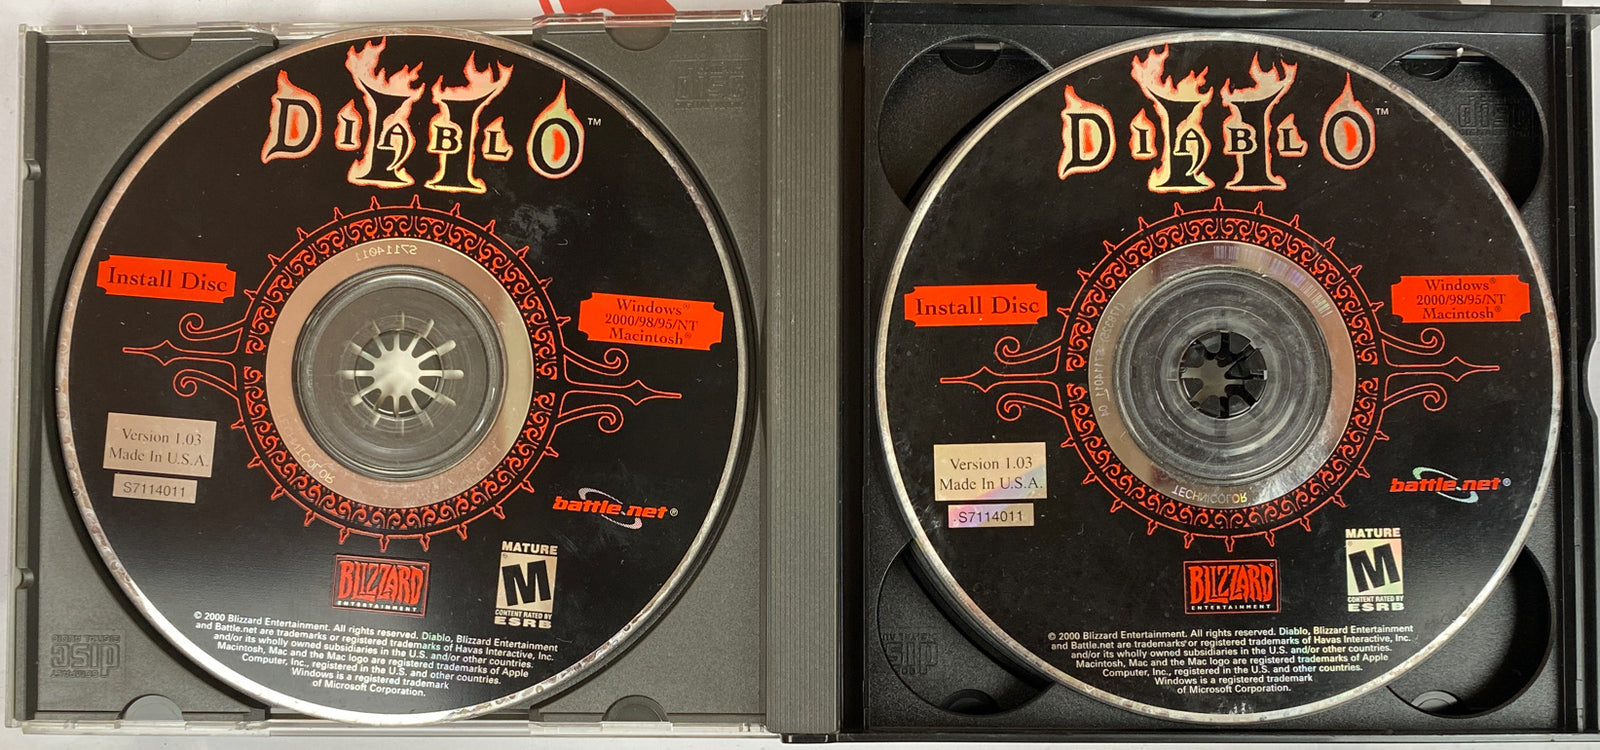 DIABLO II™
Install Disc
Windows®
2000/98/95/NT
Macintosh®
Version 1.03
Made In U.S.A.
S7114011
S7114011
TECHNICOLOR
battle.net®
BLIZZARD
ENTERTAINMENT
MATURE
M
CONTENT RATED BY
ESRB
© 2000 Blizzard Entertainment. All rights reserved. Diablo, Blizzard Entertainment
and Battle.net are trademarks or registered trademarks of Havas Interactive, Inc.
and/or its wholly owned subsidiaries in the U.S. and/or other countries.
Macintosh, Mac and the Mac logo are registered trademarks of Apple
Computer, Inc., registered in the U.S. and other countries.
Windows is a registered trademark
of Microsoft Corporation.
disc
DIABLO II™
Install Disc
Windows®
2000/98/95/NT
Macintosh®
Version 1.03
Made In U.S.A.
S7114011
TECHNICOLOR
battle.net®
BLIZZARD
ENTERTAINMENT
MATURE
M
CONTENT RATED BY
ESRB
© 2000 Blizzard Entertainment. All rights reserved. Diablo, Blizzard Entertainment
and Battle.net are trademarks or registered trademarks of Havas Interactive, Inc.
and/or its wholly owned subsidiaries in the U.S. and/or other countries.
Macintosh, Mac and the Mac logo are registered trademarks of Apple
Computer, Inc., registered in the U.S. and other countries.
Windows is a registered trademark
of Microsoft Corporation.
disc